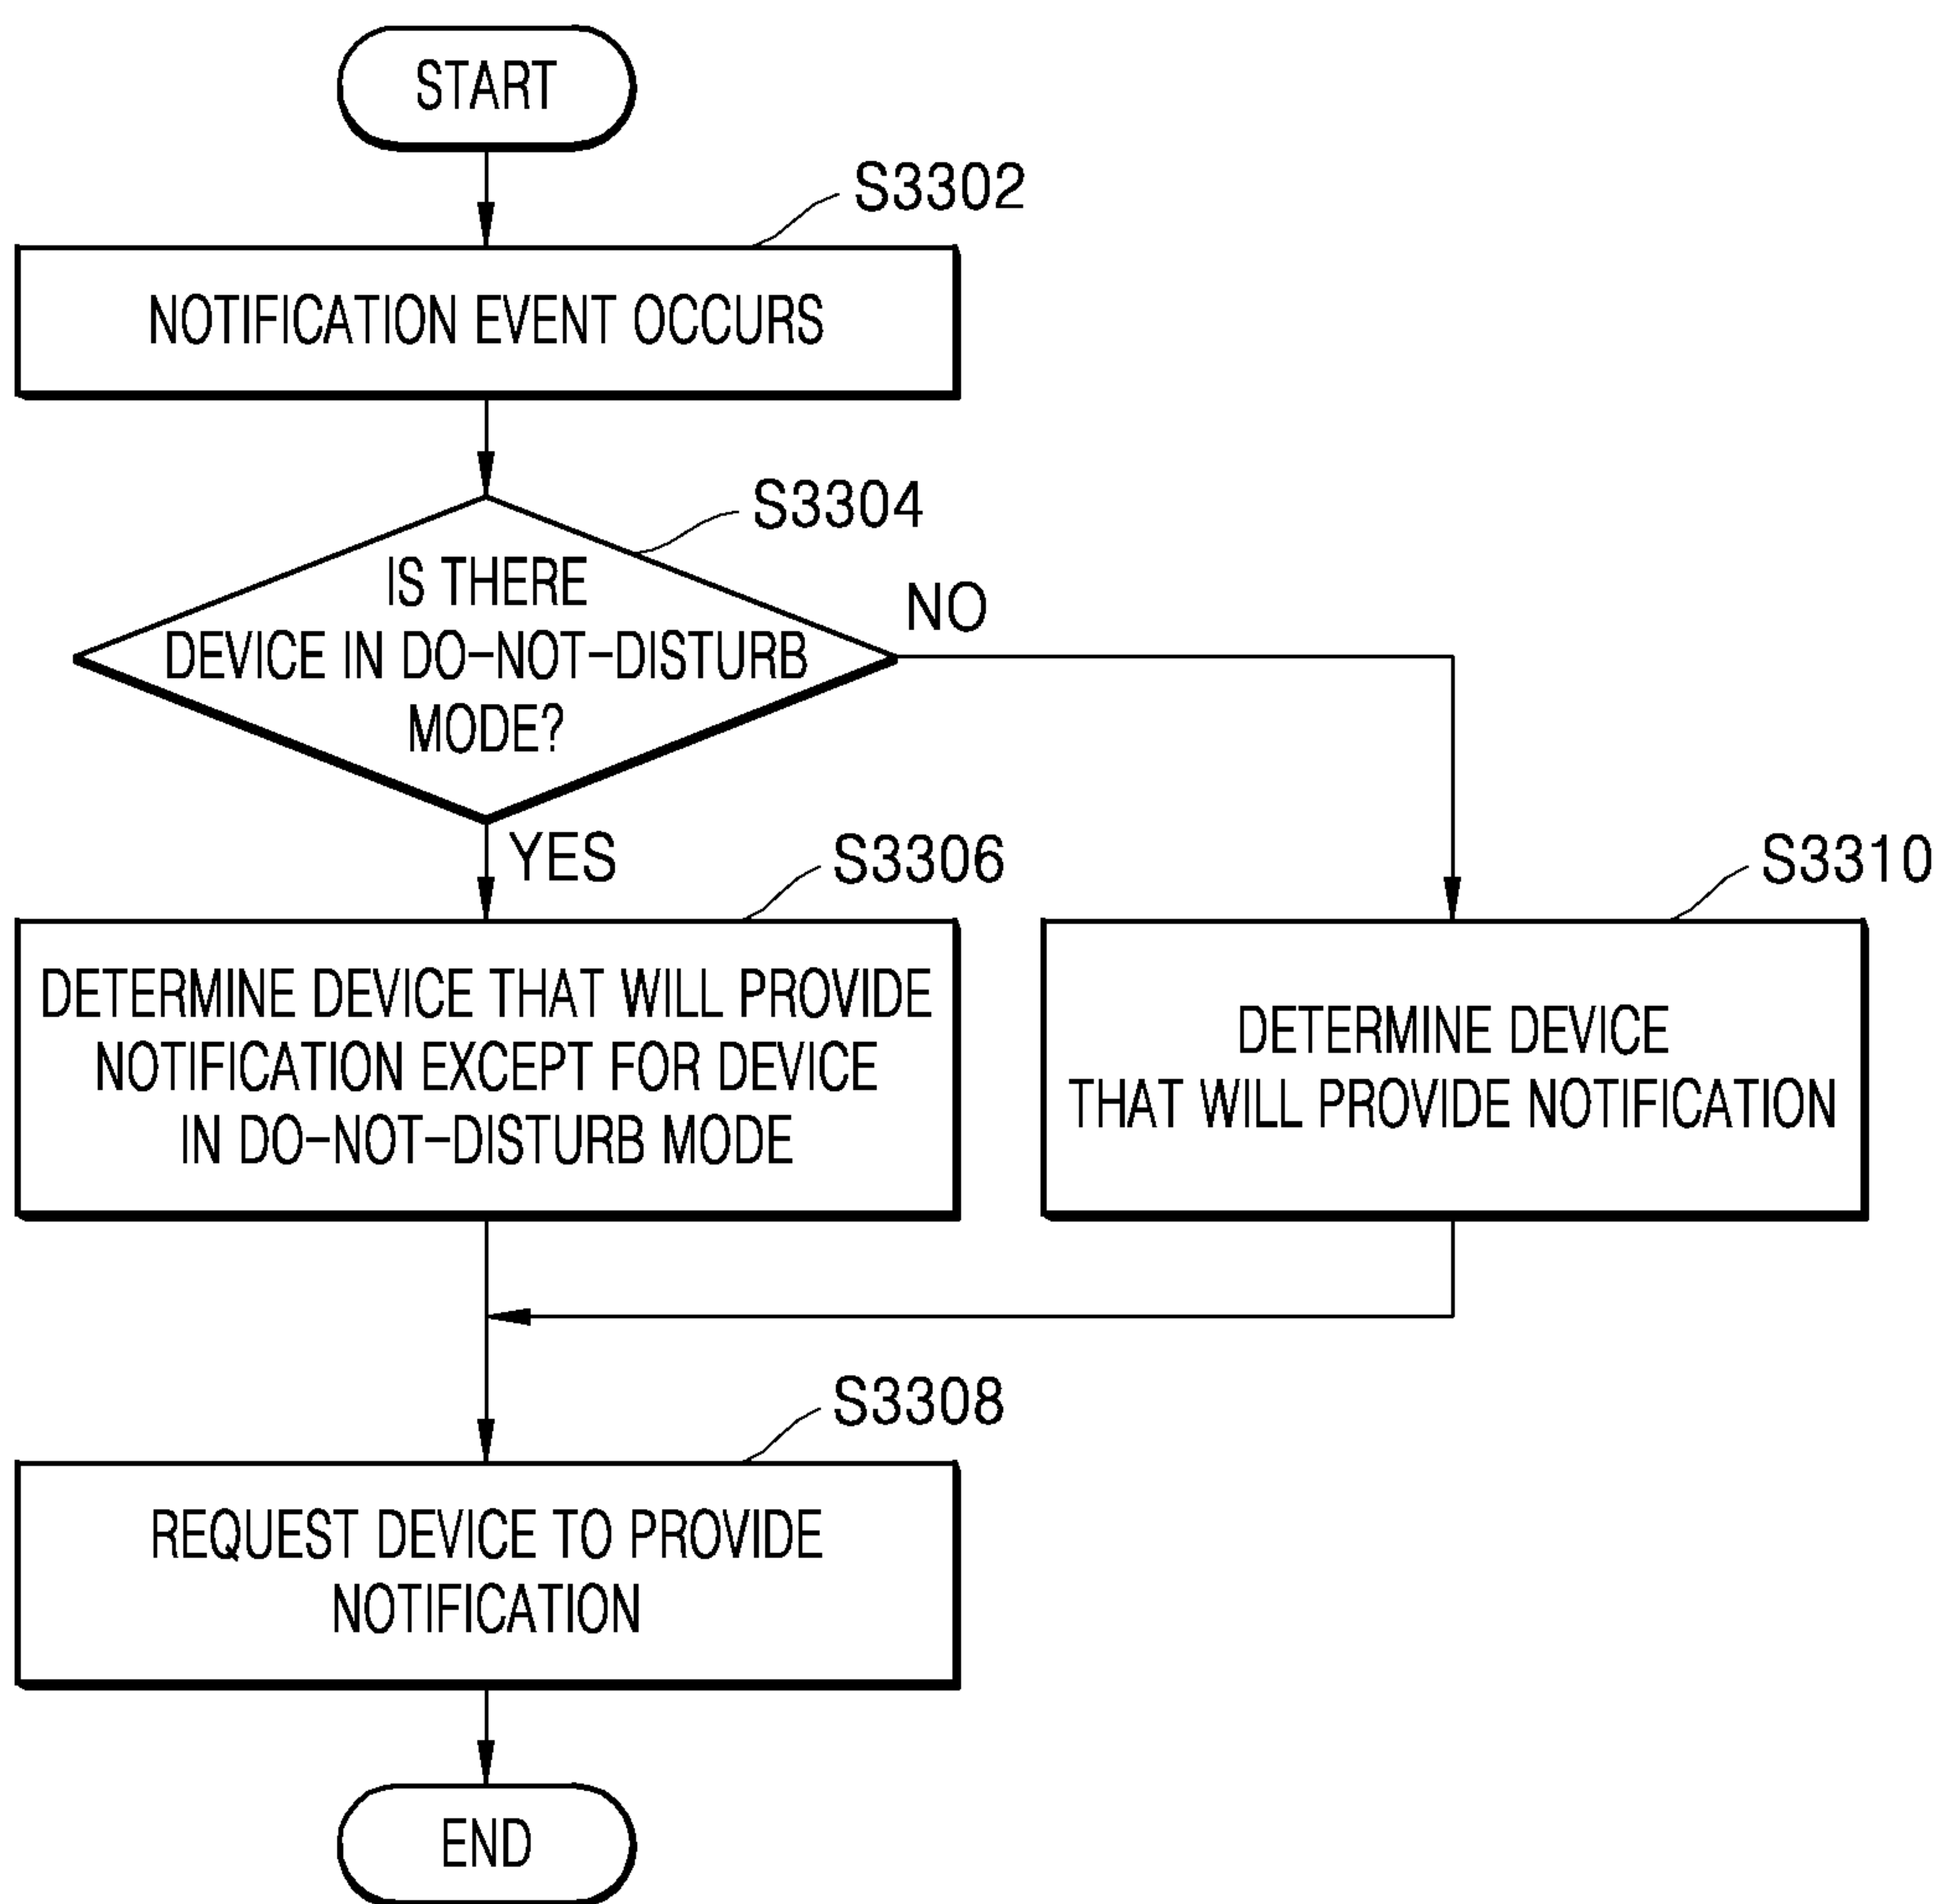 START
S3302
NOTIFICATION EVENT OCCURS
S3304
IS THERE
DEVICE IN DO-NOT-DISTURB
MODE?
NO
YES
S3306
DETERMINE DEVICE THAT WILL PROVIDE
NOTIFICATION EXCEPT FOR DEVICE
IN DO-NOT-DISTURB MODE
S3310
DETERMINE DEVICE
THAT WILL PROVIDE NOTIFICATION
S3308
REQUEST DEVICE TO PROVIDE
NOTIFICATION
END